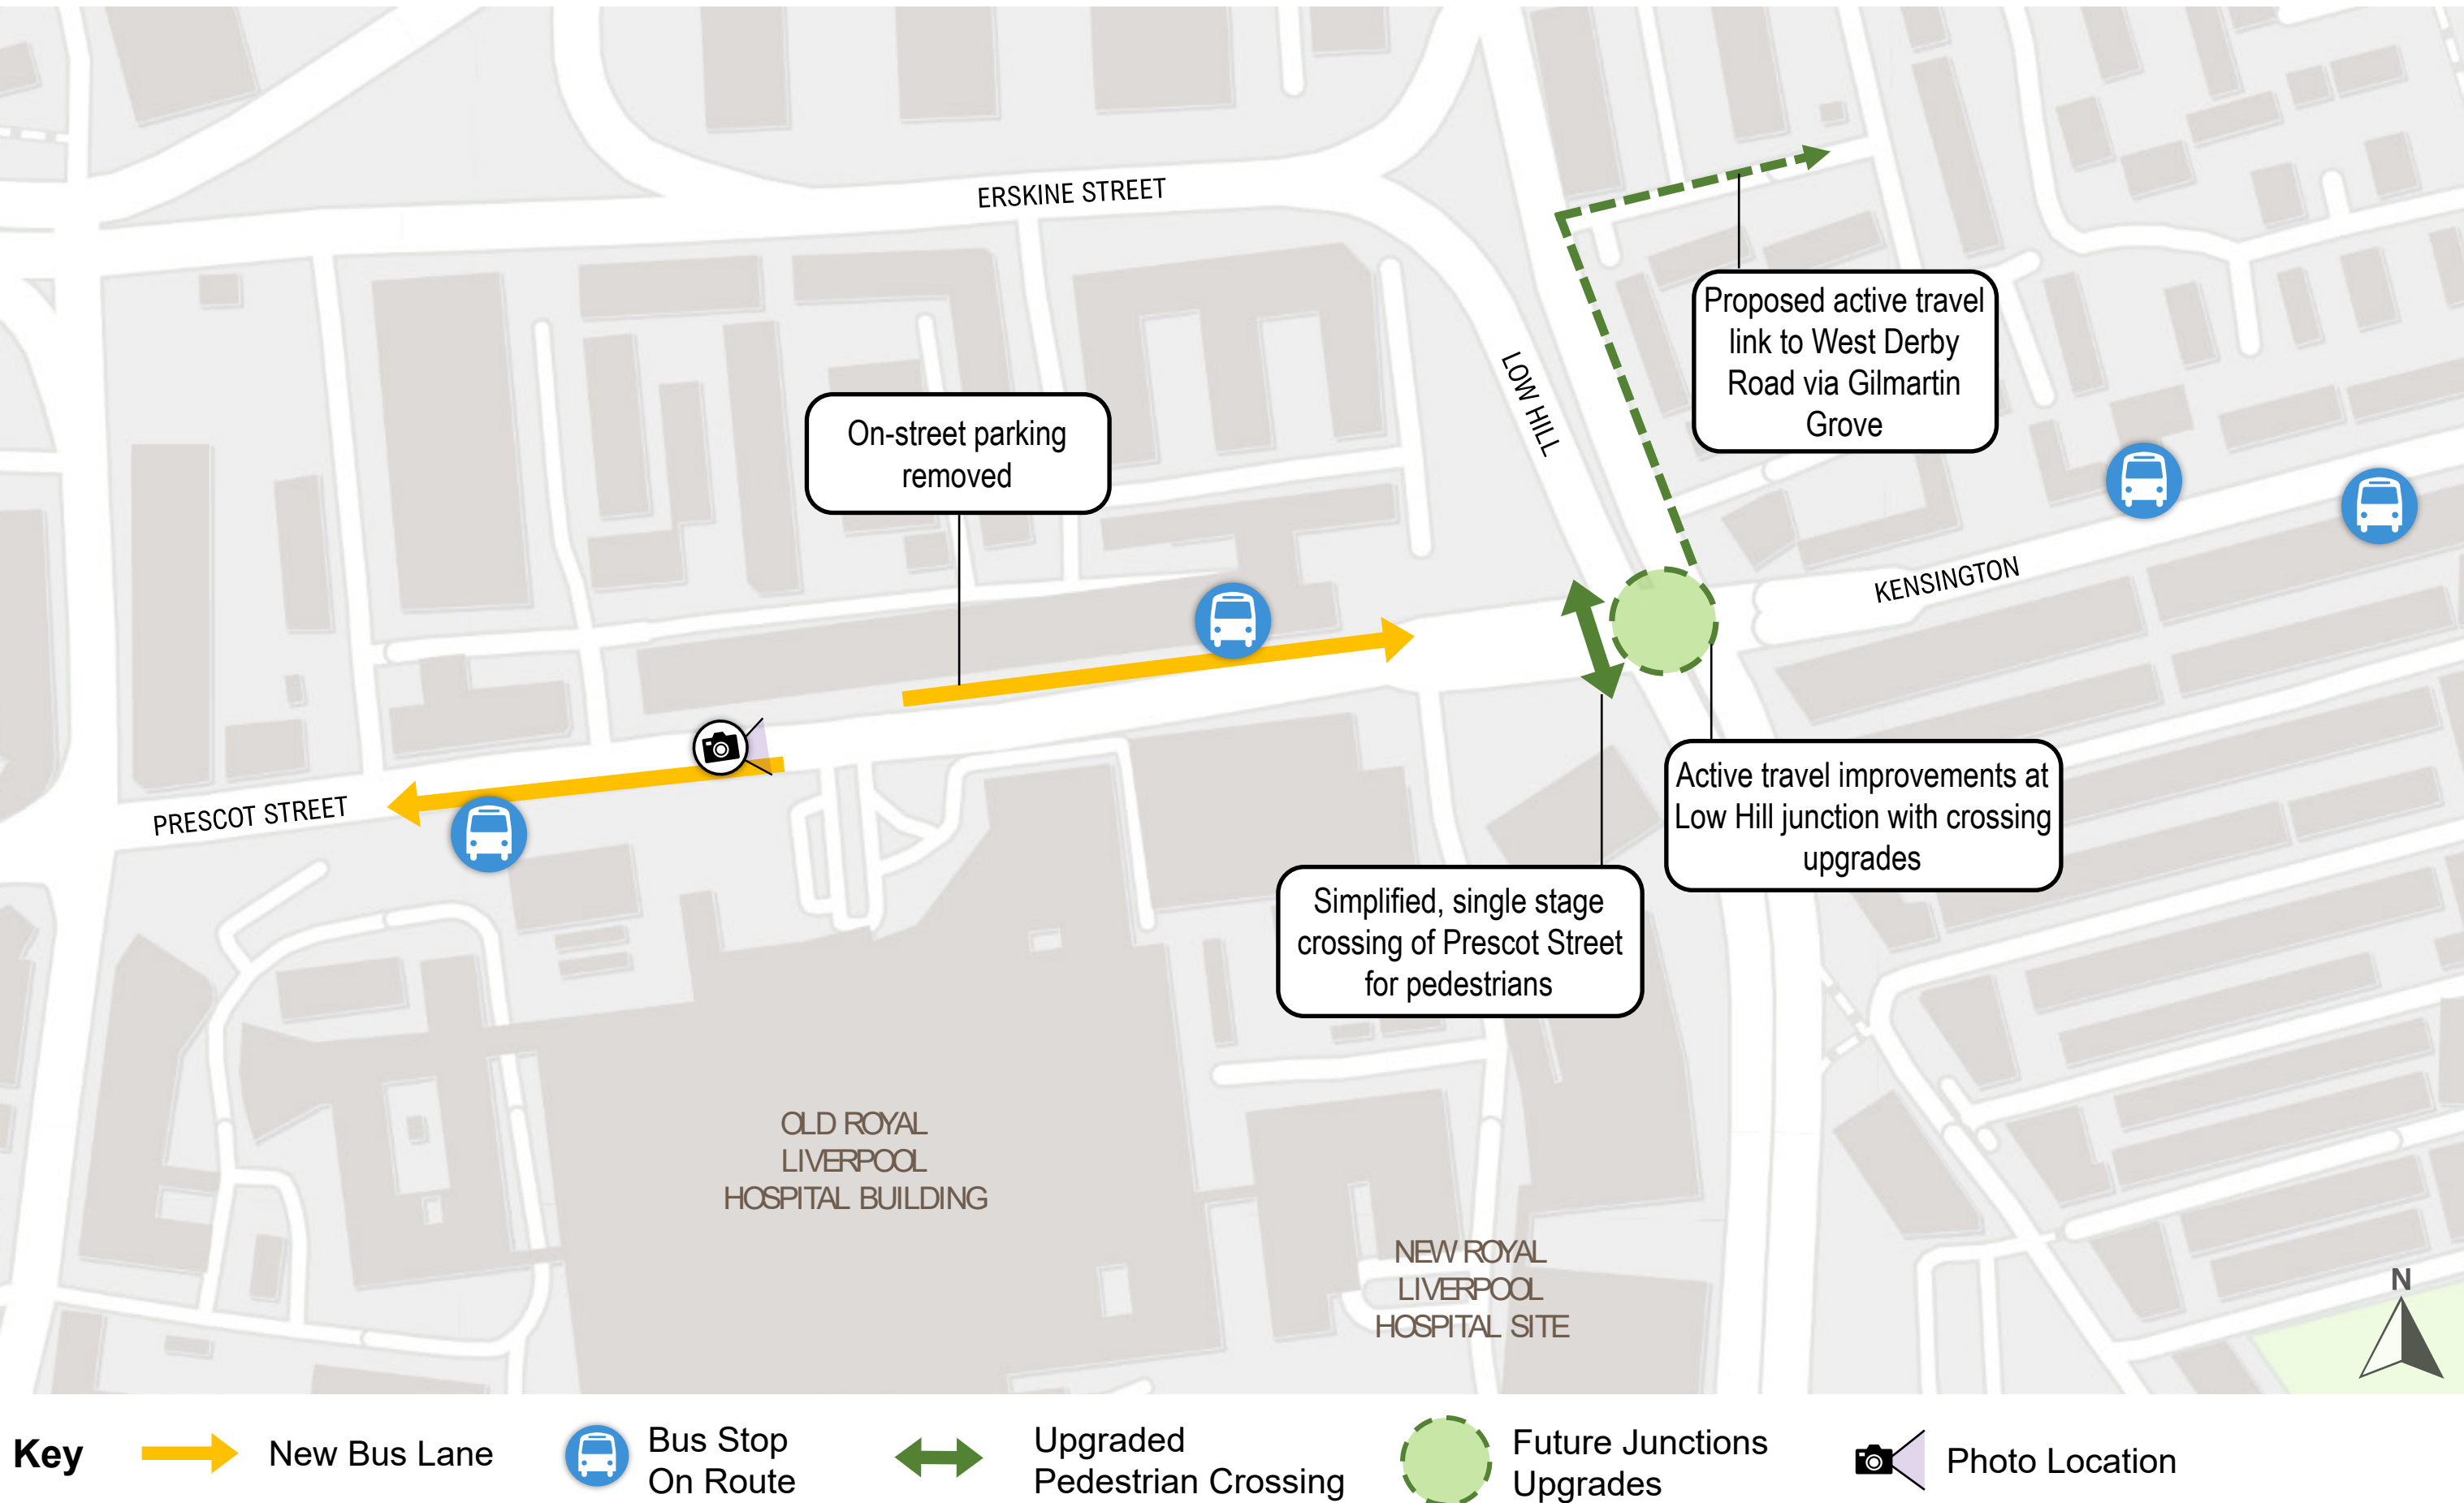 ERSKINE STREET
Proposed active travel
link to West Derby
Road via Gilmartin
Grove
LOW HILL
On-street parking
removed
KENSINGTON
PRESCOT STREET
Active travel improvements at
Low Hill junction with crossing
upgrades
Simplified, single stage
crossing of Prescot Street
for pedestrians
OLD ROYAL
LIVERPOOL
HOSPITAL BUILDING
NEW ROYAL
LIVERPOOL
HOSPITAL SITE
N
Key
New Bus Lane
Bus Stop
On Route
Upgraded
Pedestrian Crossing
Future Junctions
Upgrades
Photo Location